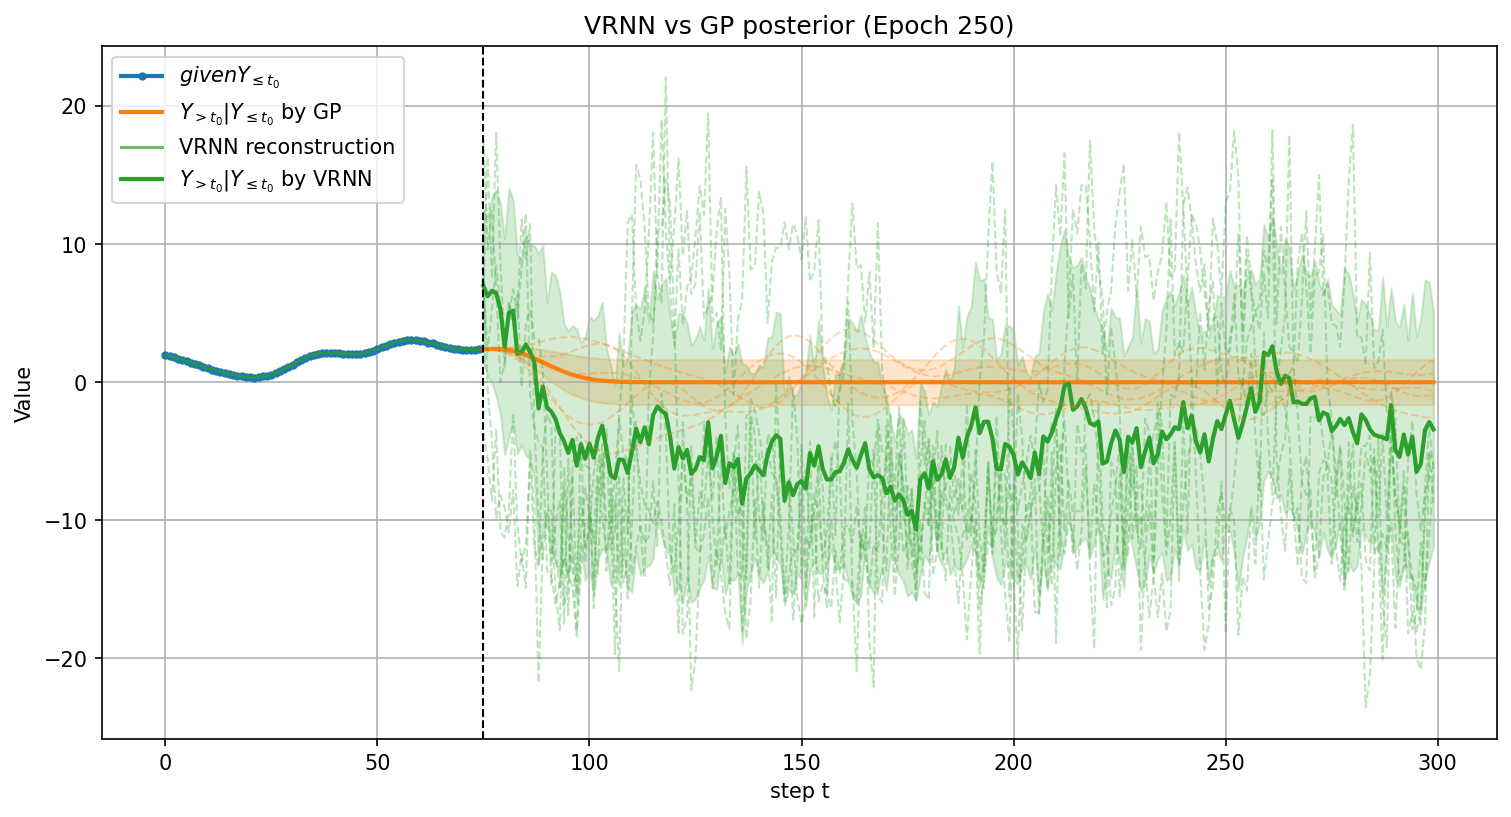 VRNN vs GP posterior (Epoch 250)
givenY≤t₀
Y>t₀|Y≤t₀ by GP
VRNN reconstruction
Y>t₀|Y≤t₀ by VRNN
Value
20
10
0
−10
−20
0 50 100 150 200 250 300
step t